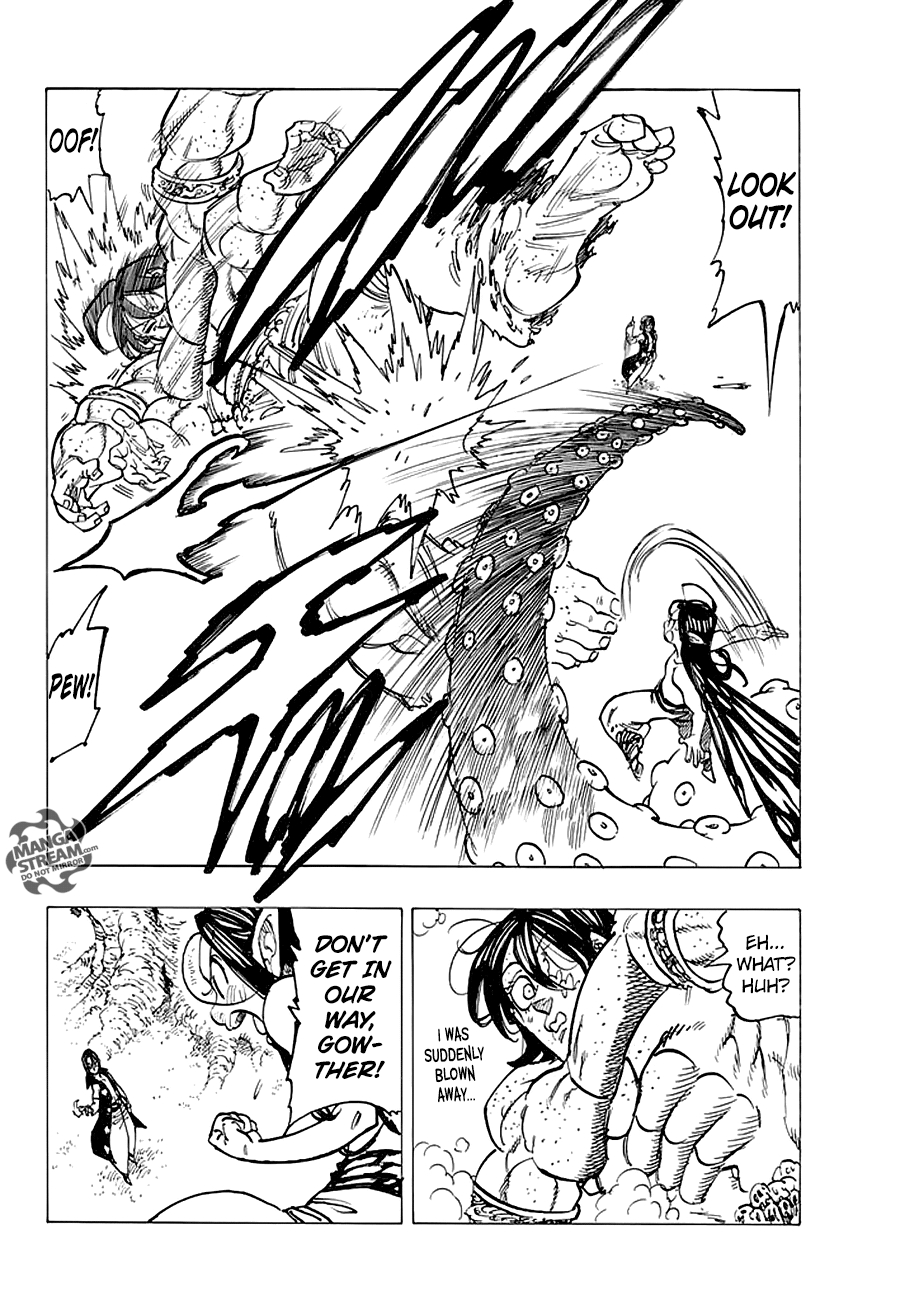 LOOK
OUT!
OOF!
PEW!
MANGA
STREAM.com
DO NOT MIRROR
EH...
WHAT?
HUH?
I WAS
SUDDENLY
BLOWN
AWAY...
DON'T
GET IN
OUR
WAY,
GOW-
THER!